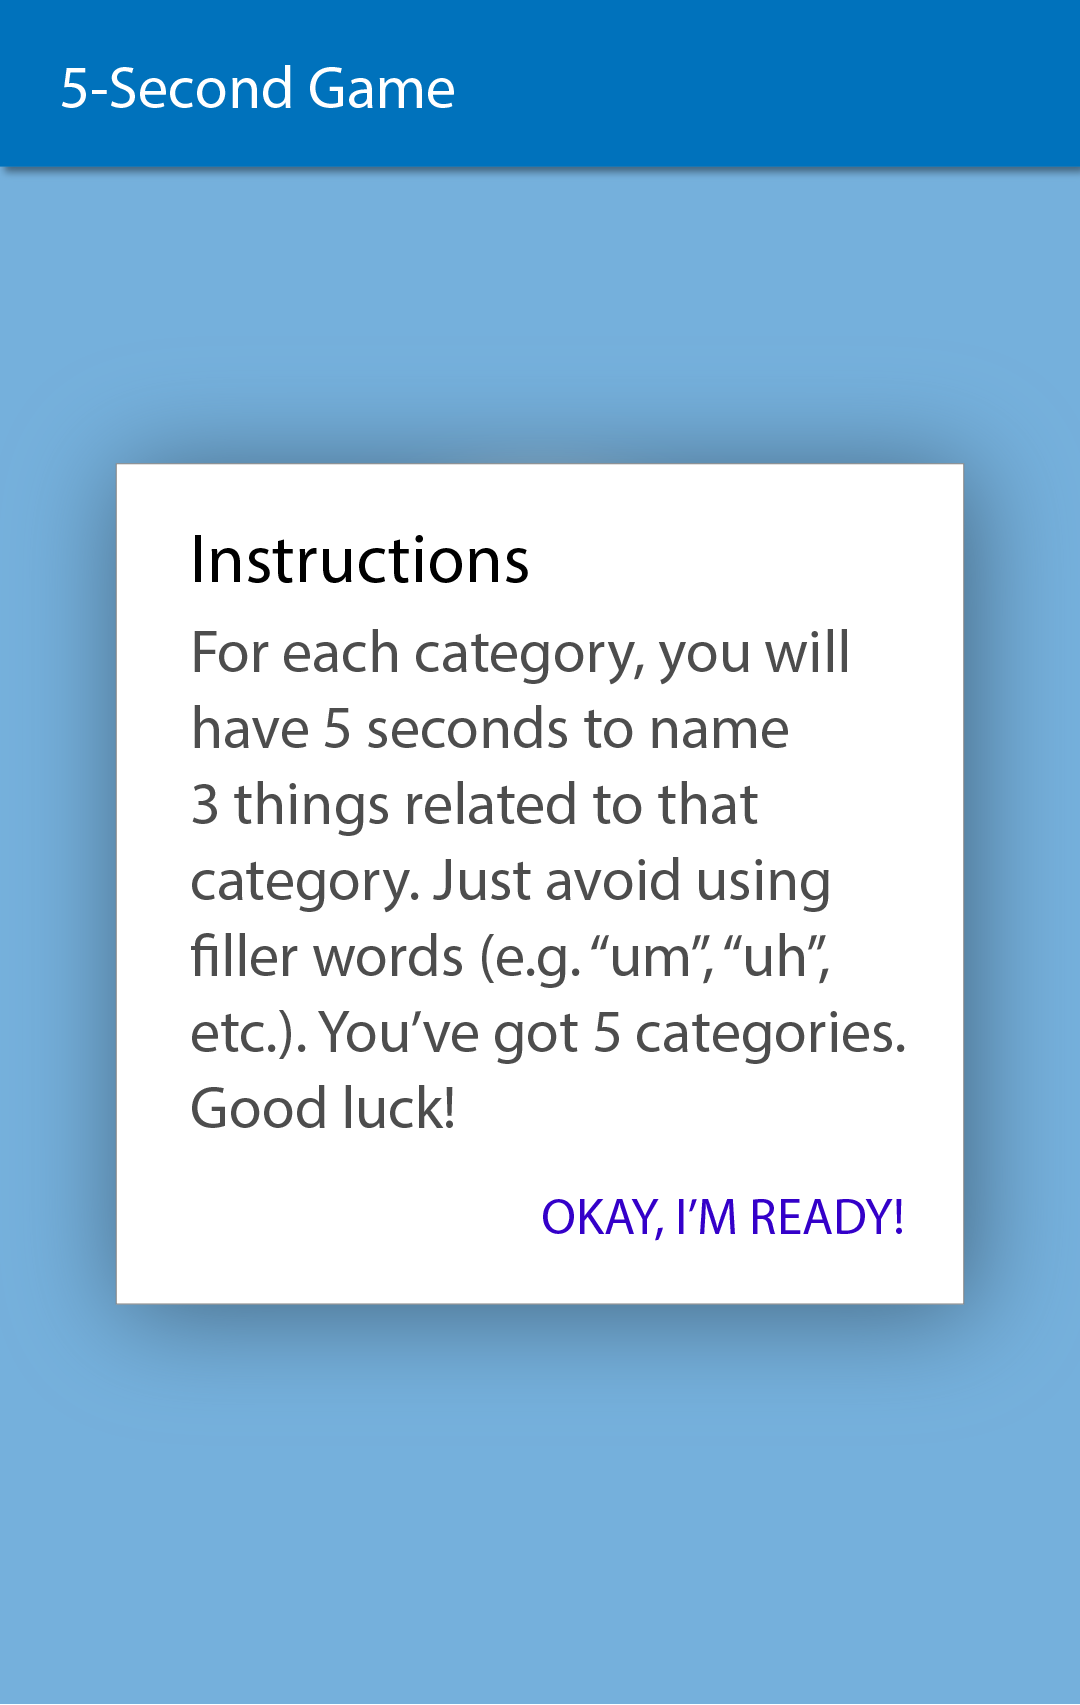 5-Second Game
Instructions
For each category, you will
have 5 seconds to name
3 things related to that
category. Just avoid using
filler words (e.g. “um”, “uh”,
etc.). You’ve got 5 categories.
Good luck!
OKAY, I’M READY!